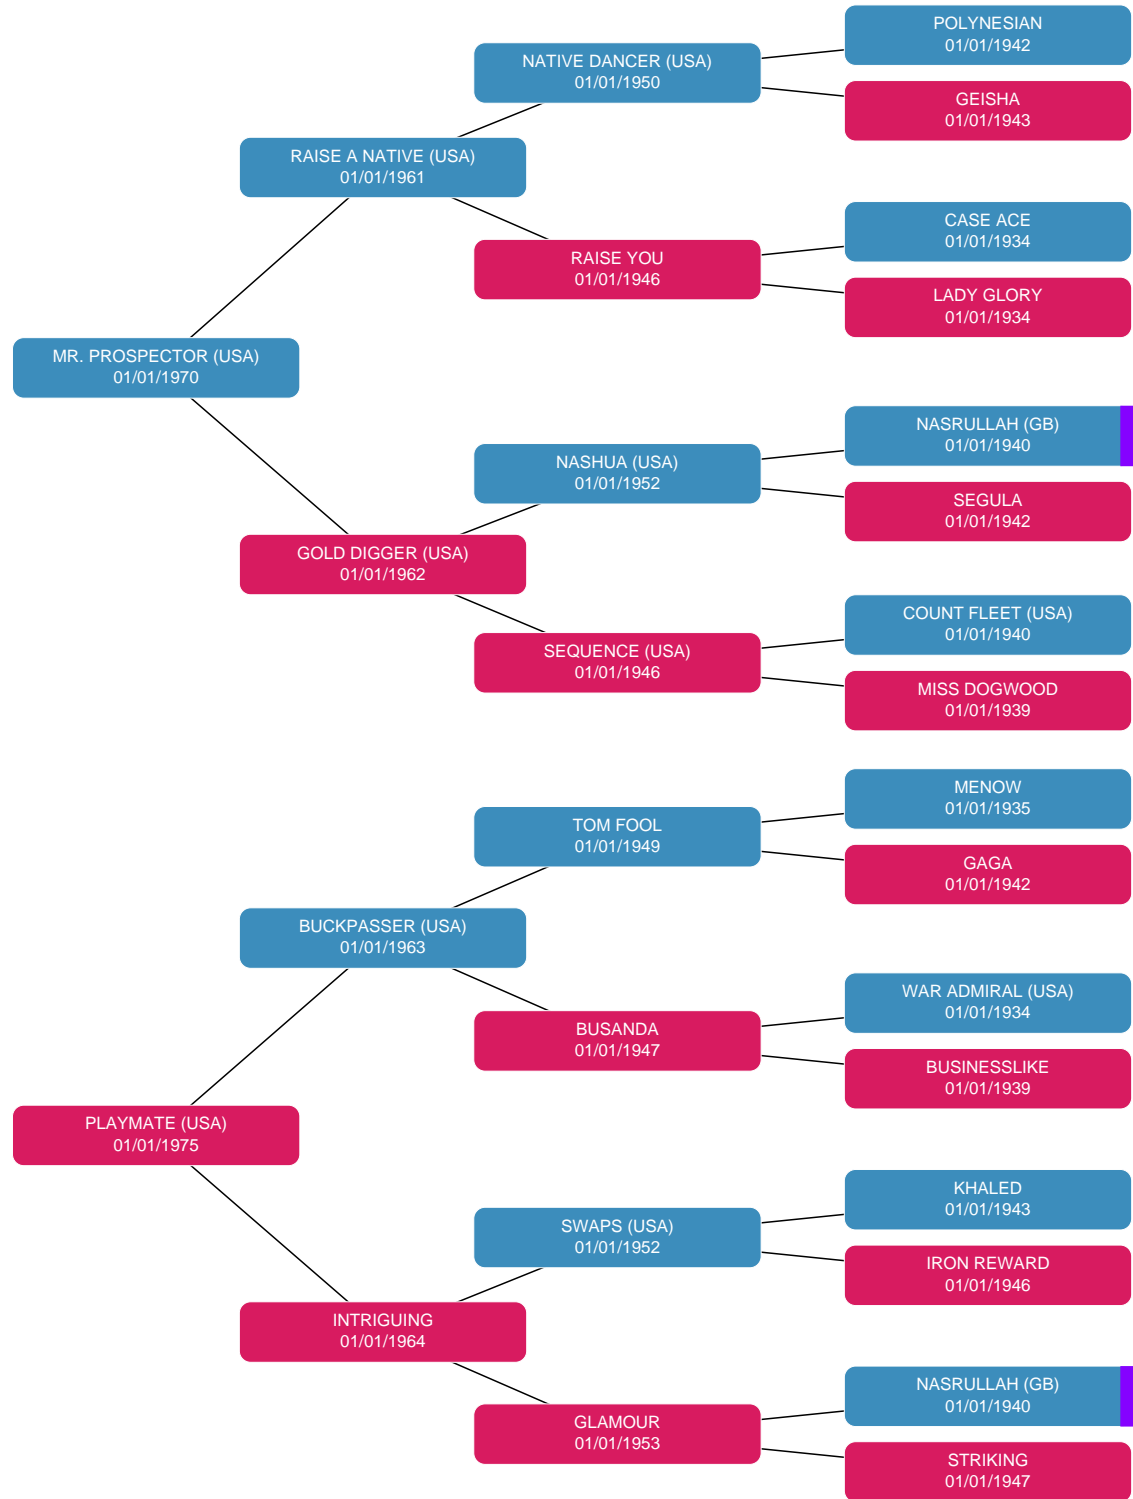 POLYNESIAN
01/01/1942
NATIVE DANCER (USA)
01/01/1950
GEISHA
01/01/1943
RAISE A NATIVE (USA)
01/01/1961
CASE ACE
01/01/1934
RAISE YOU
01/01/1946
LADY GLORY
01/01/1934
MR. PROSPECTOR (USA)
01/01/1970
NASRULLAH (GB)
01/01/1940
NASHUA (USA)
01/01/1952
SEGULA
01/01/1942
GOLD DIGGER (USA)
01/01/1962
COUNT FLEET (USA)
01/01/1940
SEQUENCE (USA)
01/01/1946
MISS DOGWOOD
01/01/1939
MENOW
01/01/1935
TOM FOOL
01/01/1949
GAGA
01/01/1942
BUCKPASSER (USA)
01/01/1963
WAR ADMIRAL (USA)
01/01/1934
BUSANDA
01/01/1947
BUSINESSLIKE
01/01/1939
PLAYMATE (USA)
01/01/1975
KHALED
01/01/1943
SWAPS (USA)
01/01/1952
IRON REWARD
01/01/1946
INTRIGUING
01/01/1964
NASRULLAH (GB)
01/01/1940
GLAMOUR
01/01/1953
STRIKING
01/01/1947